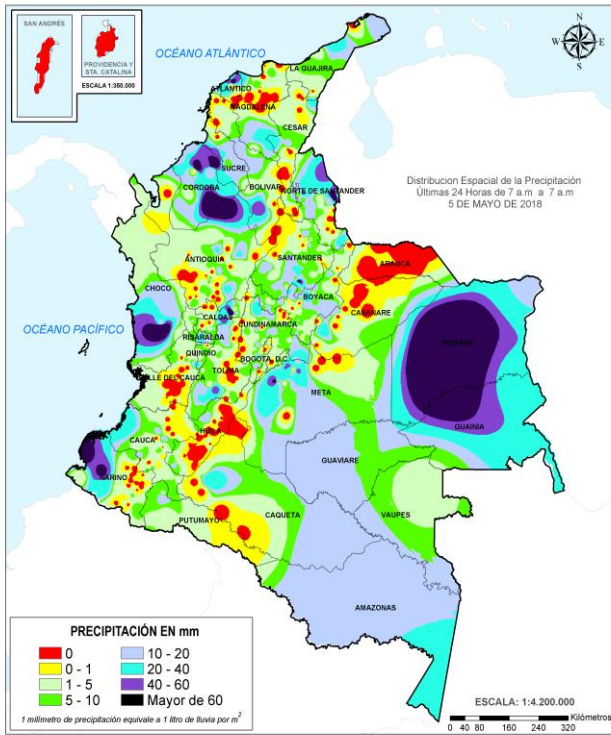 SAN ANDRÉS
PROVIDENCIA Y
STA. CATALINA
ESCALA 1:350.000
OCÉANO ATLÁNTICO
N
W
E
S
LA GUAJIRA
ATLÁNTICO
MAGDALENA
CESAR
SUCRE
CORDOBA
BOLIVAR
NORTE DE SANTANDER
Distribucion Espacial de la Precipitación
Últimas 24 Horas de 7 a.m a 7 a.m
5 DE MAYO DE 2018
ANTIOQUIA
SANTANDER
ARAUCA
CHOCO
BOYACA
CASANARE
OCÉANO PACÍFICO
CALDAS
CUNDINAMARCA
RISARALDA
VICHADA
QUINDIO
BOGOTA, D.C.
TOLIMA
VALLE DEL CAUCA
META
GUAINIA
CAUCA
HUILA
GUAVIARE
NARIÑO
CAQUETA
VAUPES
PUTUMAYO
AMAZONAS
PRECIPITACIÓN EN mm
0
10 - 20
0 - 1
20 - 40
1 - 5
40 - 60
5 - 10
Mayor de 60
1 milimetro de precipitación equivale a 1 litro de lluvia por m²
ESCALA: 1:4.200.000
Kilómetros
0 40 80 160 240 320